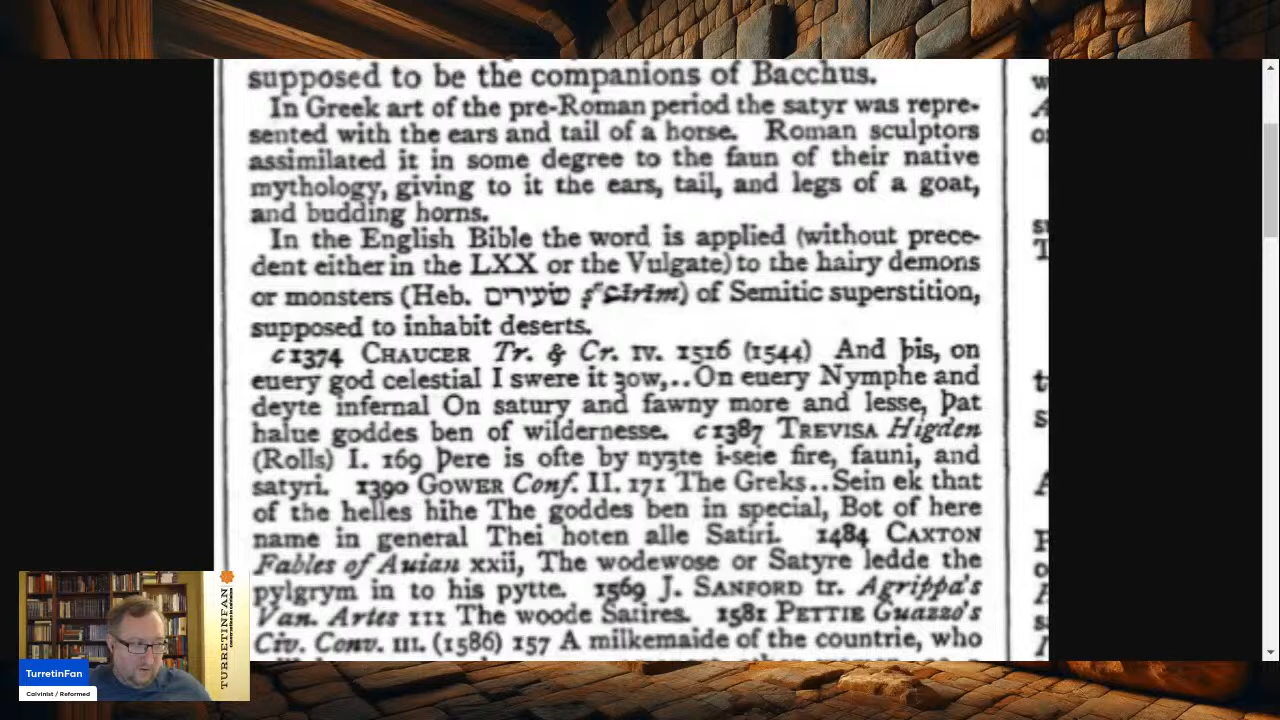 supposed to be the companions of Bacchus.
In Greek art of the pre-Roman period the satyr was repre-
sented with the ears and tail of a horse. Roman sculptors
assimilated it in some degree to the faun of their native
mythology, giving to it the ears, tail, and legs of a goat,
and budding horns.
In the English Bible the word is applied (without prece-
dent either in the LXX or the Vulgate) to the hairy demons
or monsters (Heb. שׂעירים) of Semitic superstition,
supposed to inhabit deserts.
c 1374 CHAUCER Tr. & Cr. IV. 1516 (1544) And þis, on
euery god celestial I swere it ȝow,..On euery Nymphe and
deyte infernal On satury and fawny more and lesse, Þat
halue goddes ben of wildernesse. c 1387 TREVISA Higden
(Rolls) I. 169 Þere is ofte by nyȝte i-seie fire, fauni, and
satyri. 1390 GOWER Conf. II. 171 The Greks..Sein ek that
of the helles hihe The goddes ben in special, Bot of here
name in general Thei hoten alle Satiri. 1484 CAXTON
Fables of Auian xxii, The wodewose or Satyre ledde the
pylgrym in to his pytte. 1569 J. SANFORD tr. Agrippa's
Van. Artes III The woode Satires. 1581 PETTIE Guazzo's
Civ. Conv. III. (1586) 157 A milkemaide of the countrie, who
TURRETINFAN
TurretinFan
Calvinist / Reformed